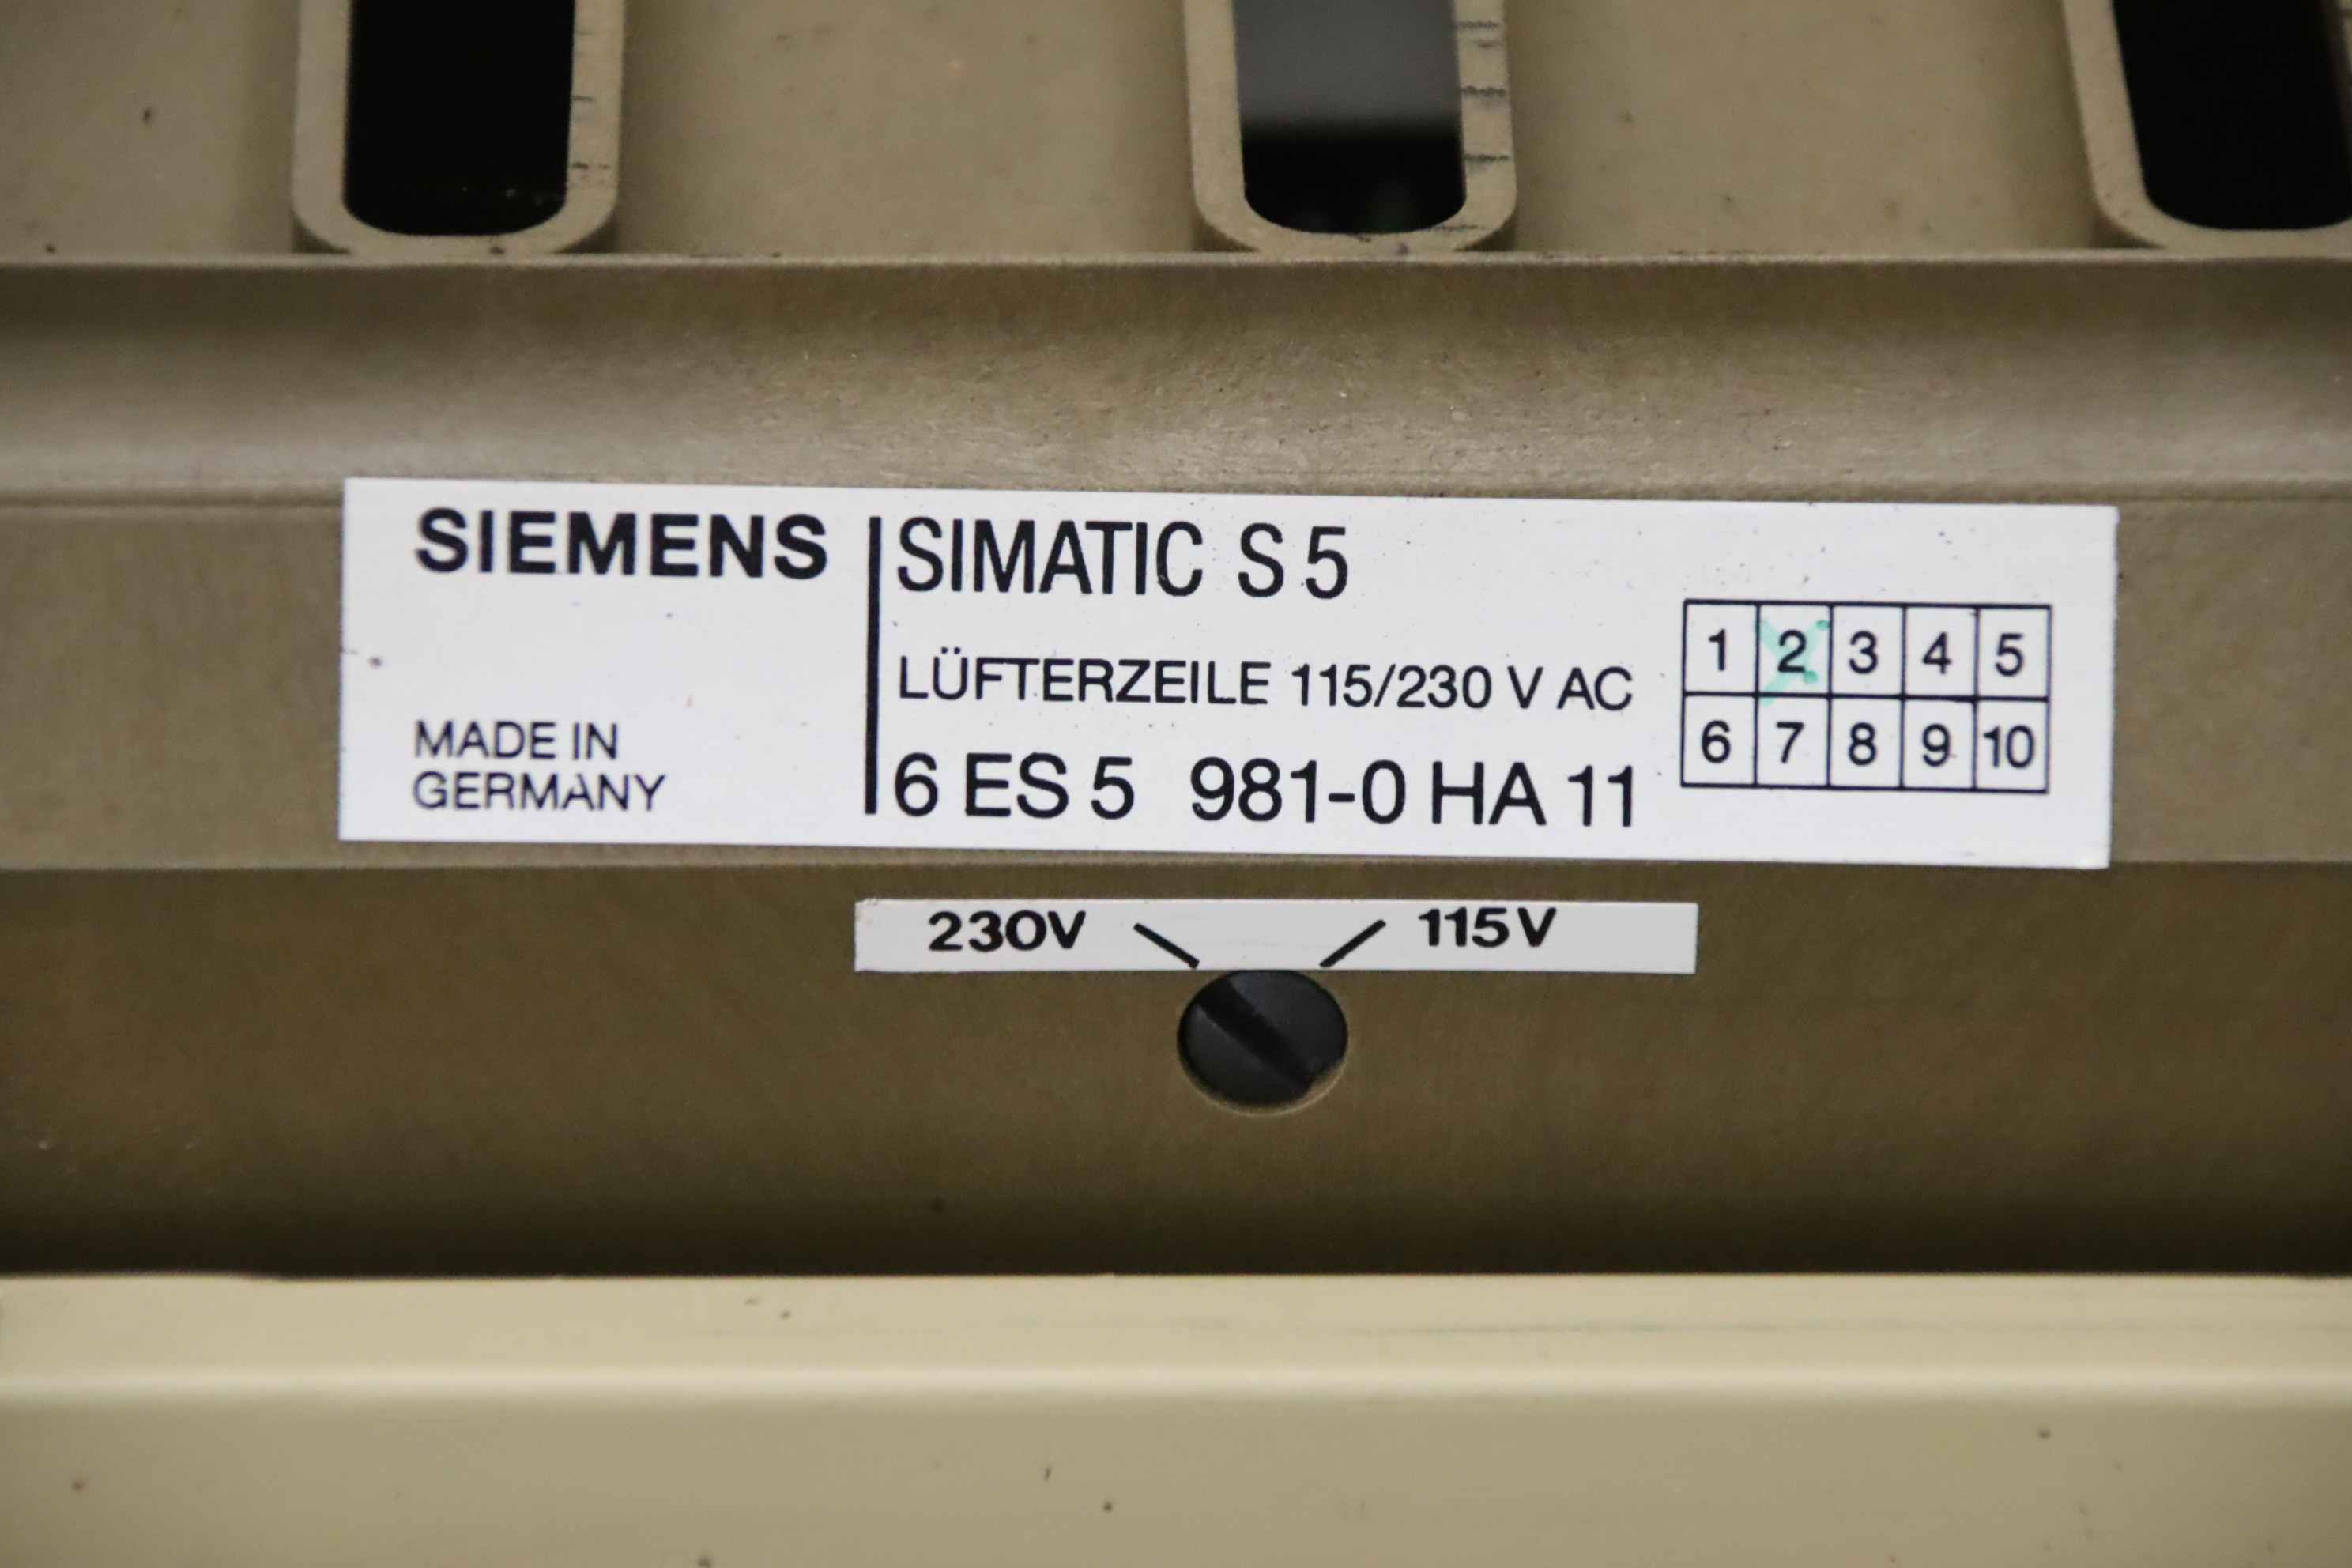 SIEMENS
MADE IN
GERMANY
SIMATIC S5
LÜFTERZEILE 115/230 V AC
6 ES 5 981-0 HA 11
1 2 3 4 5
6 7 8 9 10
230V 115V